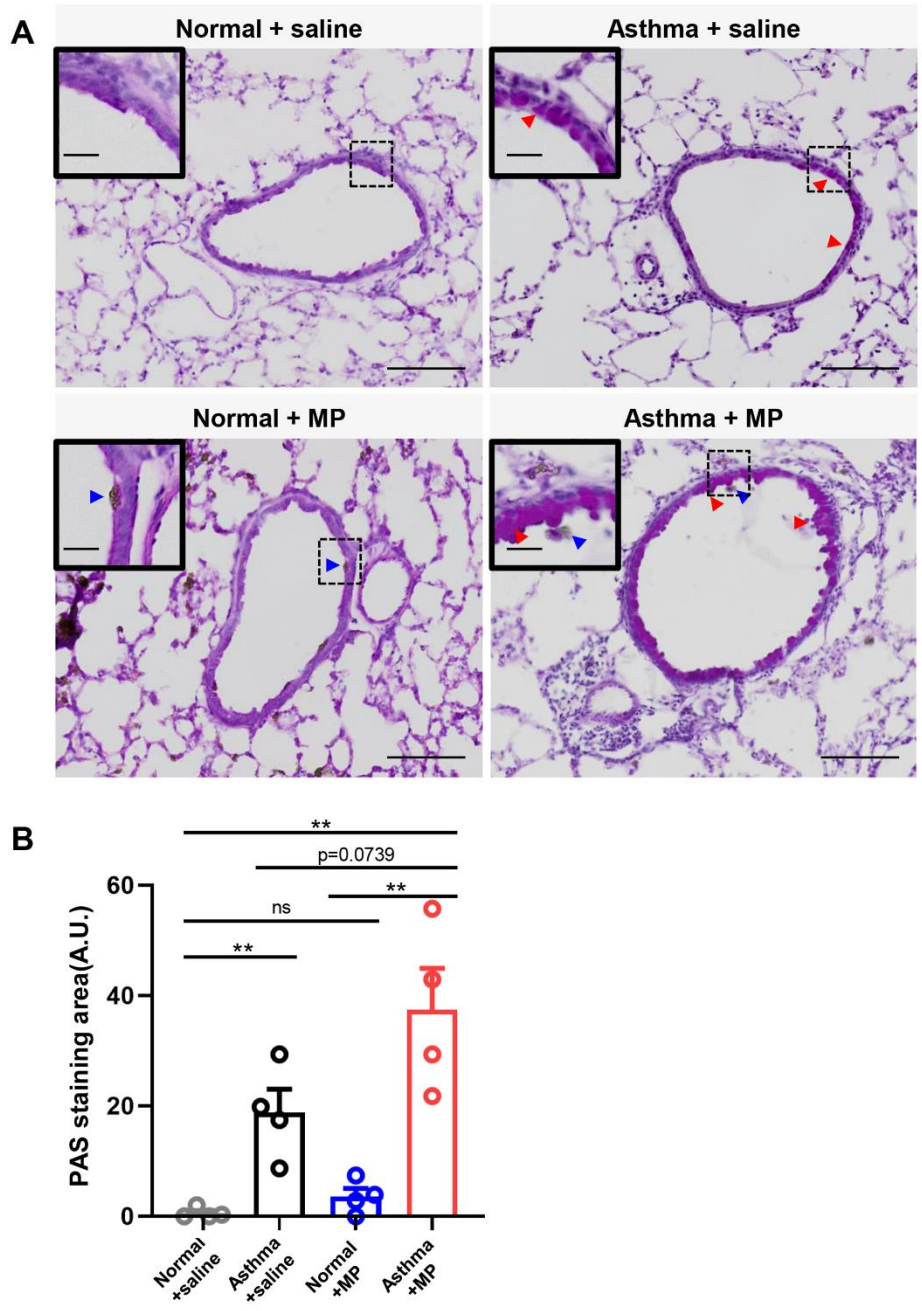 A
Normal + saline
Asthma + saline
Normal + MP
Asthma + MP
B
**
p=0.0739
**
ns
**
PAS staining area(A.U.)
60
40
20
0
Normal
+saline
Asthma
+saline
Normal
+MP
Asthma
+MP